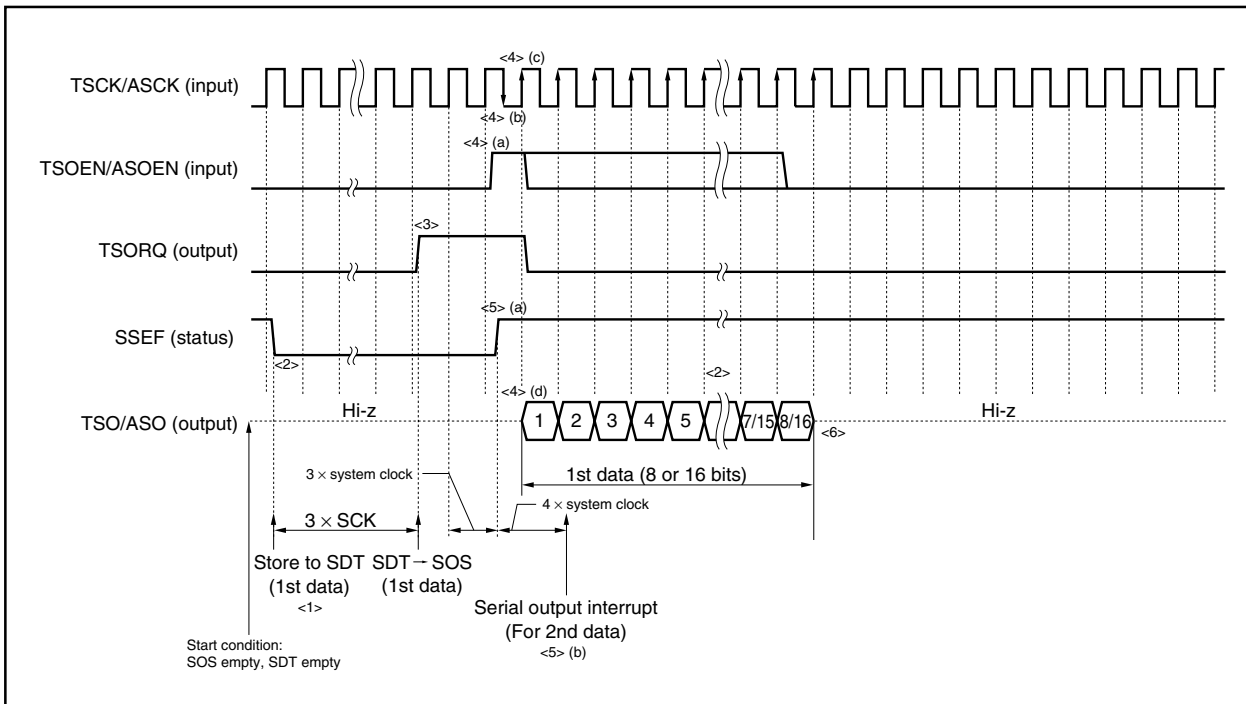 <4> (c)
TSCK/ASCK (input)
<4> (b)
<4> (a)
TSOEN/ASOEN (input)
<3>
TSORQ (output)
<5> (a)
SSEF (status)
<2>
<2>
<4> (d)
Hi-z
Hi-z
TSO/ASO (output)
1 2 3 4 5 7/15 8/16
<6>
1st data (8 or 16 bits)
3 × system clock
4 × system clock
3 × SCK
Store to SDT
(1st data)
<1>
SDT → SOS
(1st data)
Serial output interrupt
(For 2nd data)
<5> (b)
Start condition:
SOS empty, SDT empty